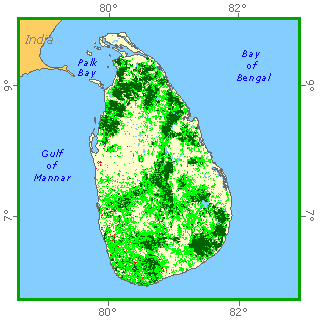 80°
82°
India
Palk
Bay
Bay
of
Bengal
9°
9°
Gulf
of
Mannar
7°
7°
80°
82°